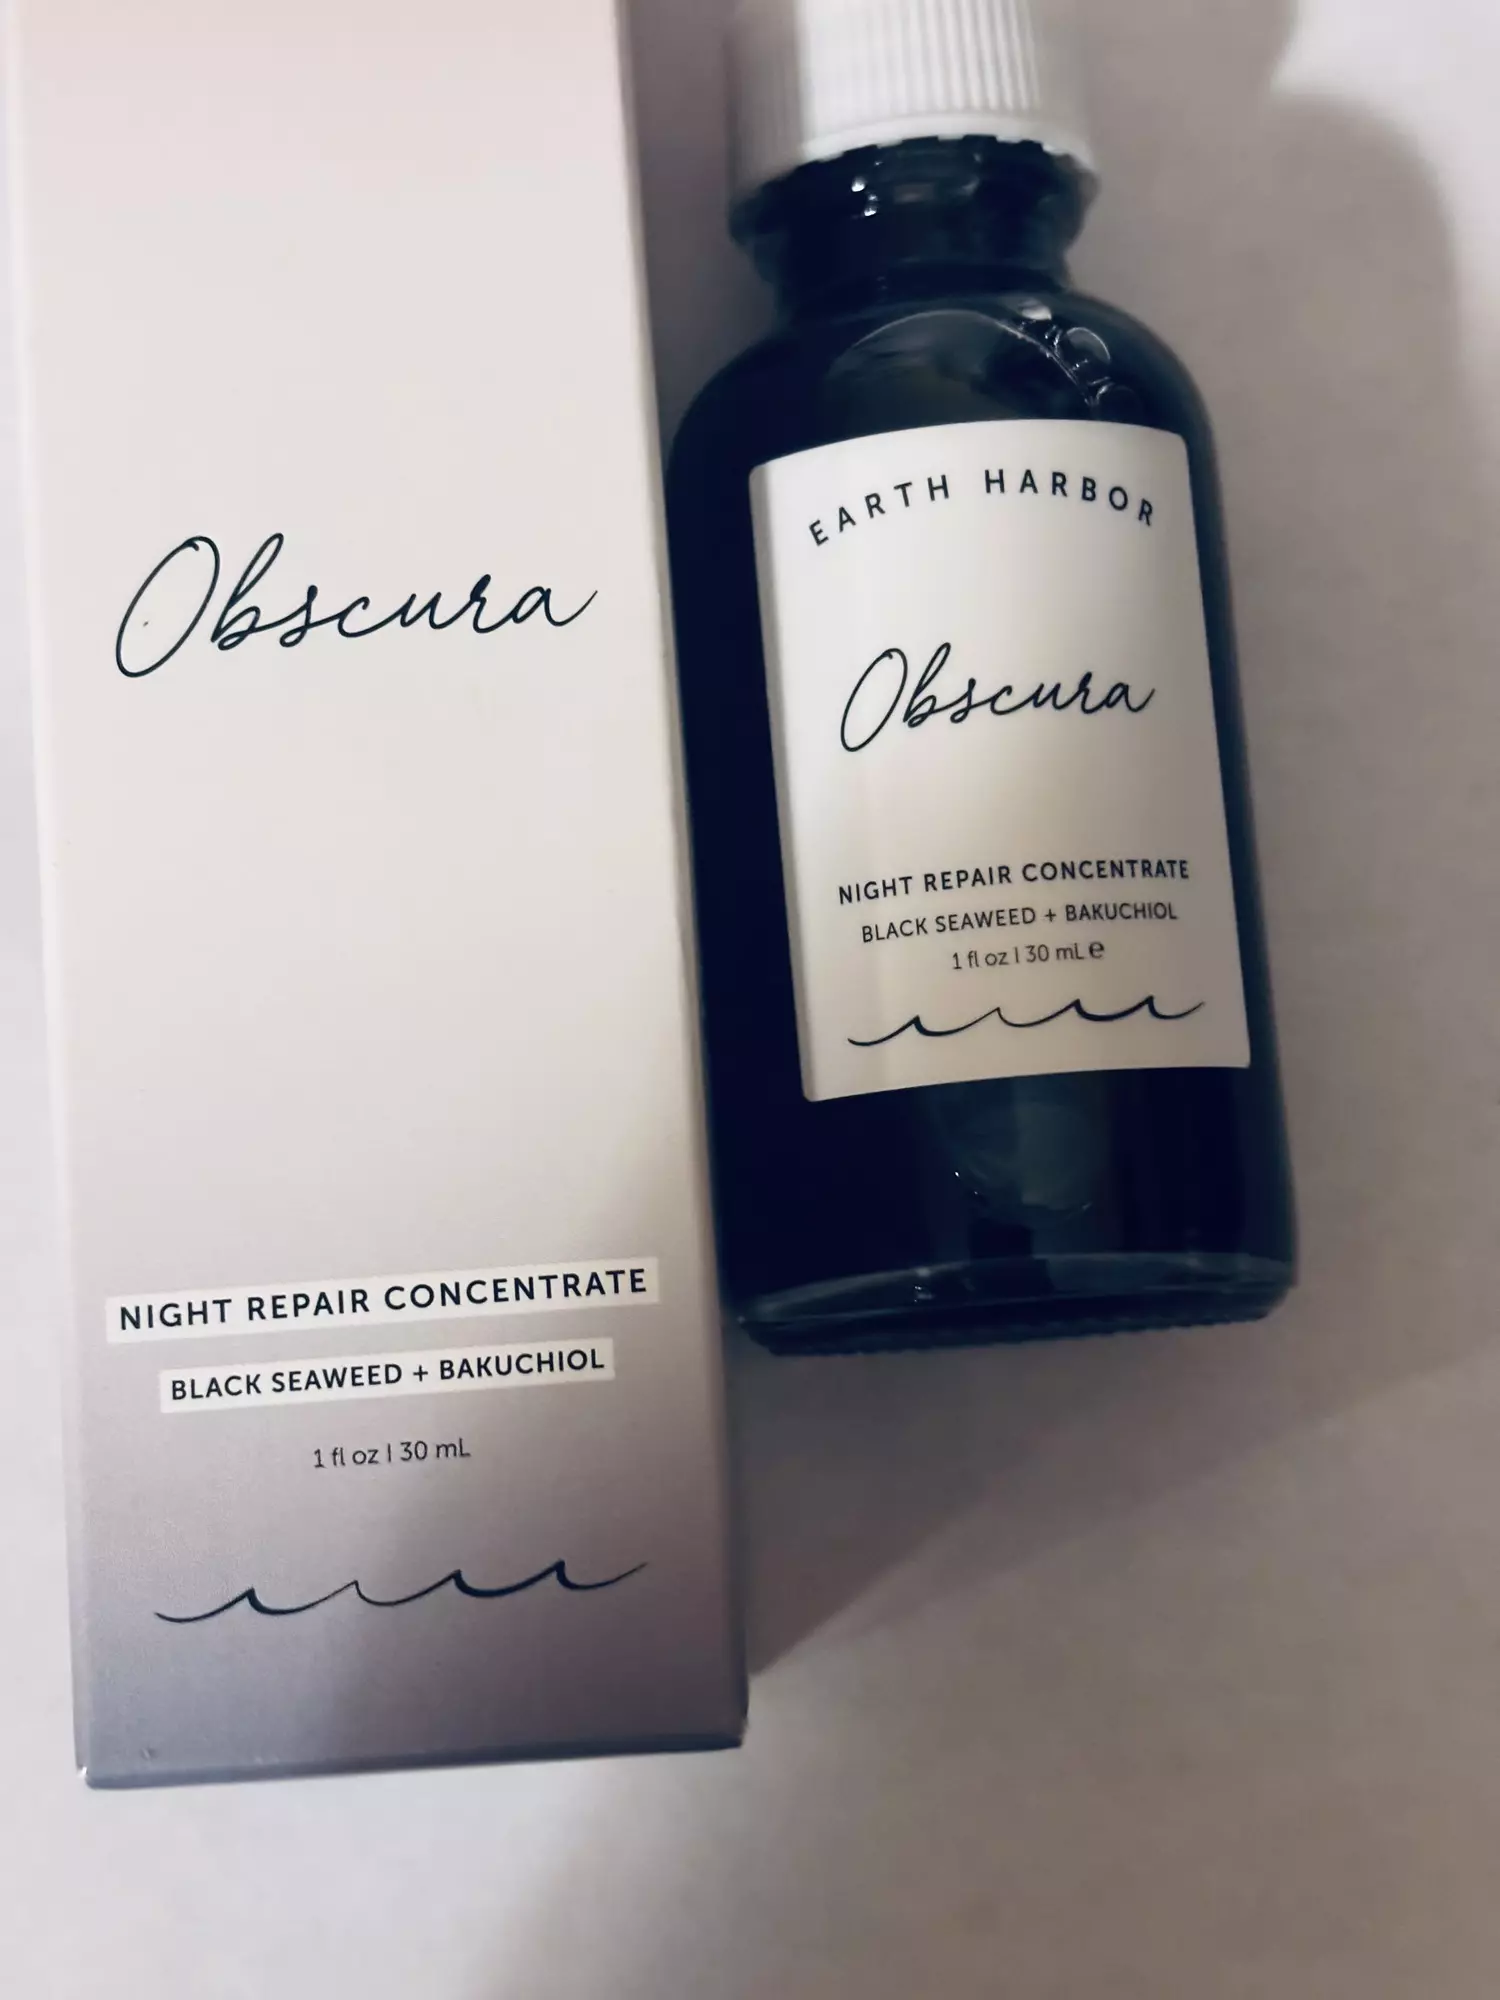 Obscura
NIGHT REPAIR CONCENTRATE
BLACK SEAWEED + BAKUCHIOL
1 fl oz | 30 mL
EARTH HARBOR
Obscura
NIGHT REPAIR CONCENTRATE
BLACK SEAWEED + BAKUCHIOL
1 fl oz | 30 mL ℮